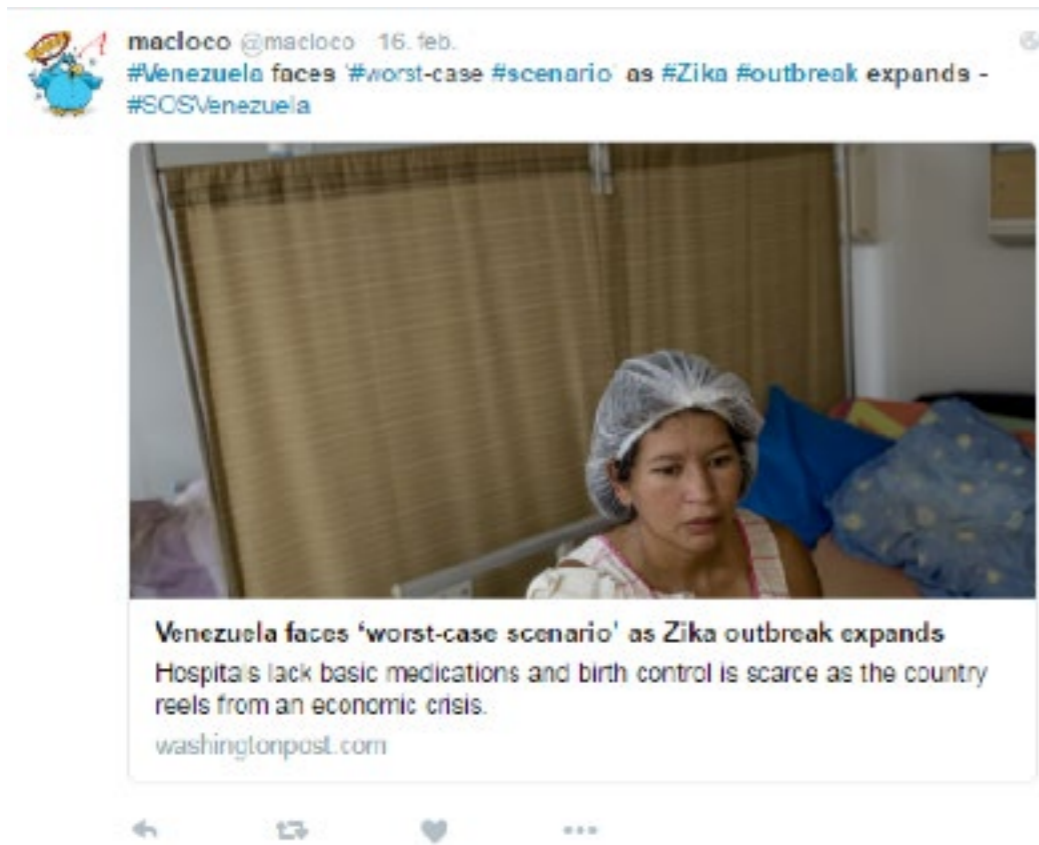 macloco @macloco 16. feb.
#Venezuela faces '#worst-case #scenario' as #Zika #outbreak expands -
#SOSVenezuela
Venezuela faces ‘worst-case scenario’ as Zika outbreak expands
Hospitals lack basic medications and birth control is scarce as the country
reels from an economic crisis.
washingtonpost.com